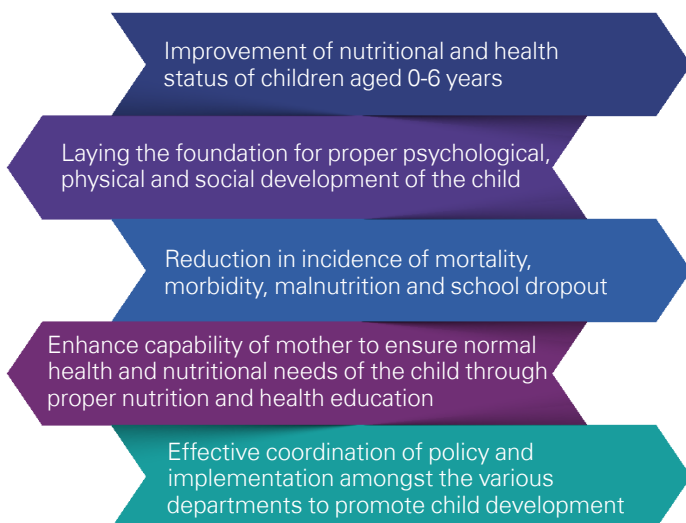 Improvement of nutritional and health
status of children aged 0-6 years
Laying the foundation for proper psychological,
physical and social development of the child
Reduction in incidence of mortality,
morbidity, malnutrition and school dropout
Enhance capability of mother to ensure normal
health and nutritional needs of the child through
proper nutrition and health education
Effective coordination of policy and
implementation amongst the various
departments to promote child development